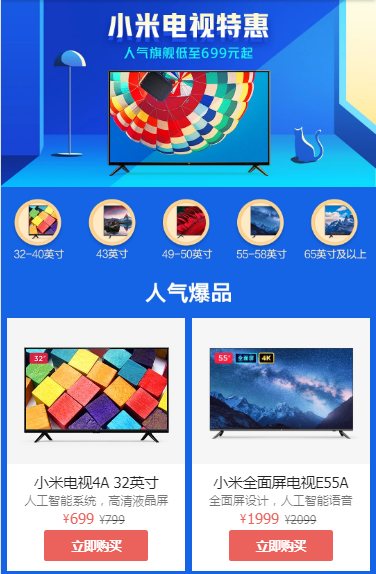 小米电视特惠
人气旗舰低至699元起
32-40英寸
43英寸
49-50英寸
55-58英寸
65英寸及以上
人气爆品
32"
55" 全面屏 4K
小米电视4A 32英寸
小米全面屏电视E55A
人工智能系统，高清液晶屏
全面屏设计，人工智能语音
¥699 ¥799
¥1999 ¥2099
立即购买
立即购买